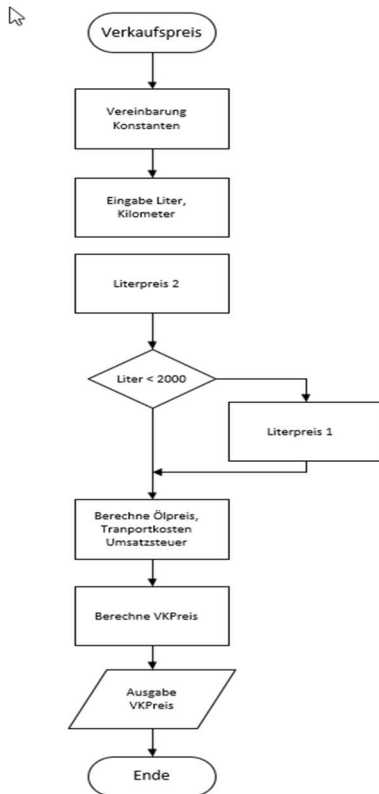 Verkaufspreis
Vereinbarung
Konstanten
Eingabe Liter,
Kilometer
Literpreis 2
Liter < 2000
Literpreis 1
Berechne Ölpreis,
Tranportkosten
Umsatzsteuer
Berechne VKPreis
Ausgabe
VKPreis
Ende